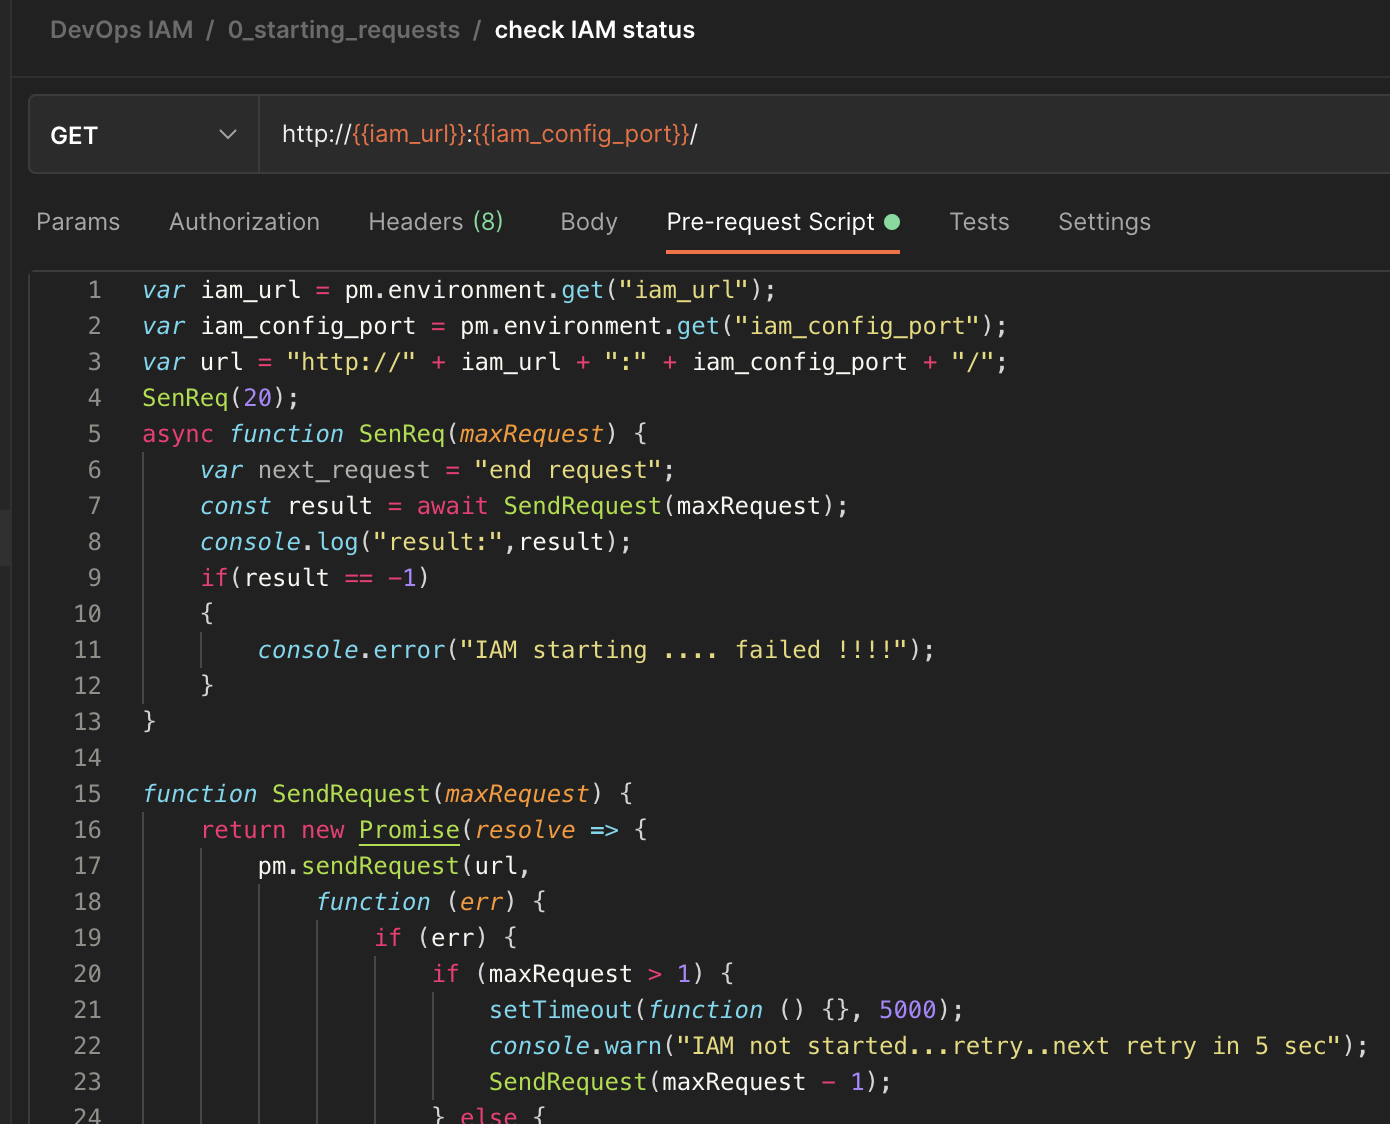 DevOps IAM / 0_starting_requests / check IAM status
GET http://{{iam_url}}:{{iam_config_port}}/
Params Authorization Headers (8) Body Pre-request Script Tests Settings
1 var iam_url = pm.environment.get("iam_url");
2 var iam_config_port = pm.environment.get("iam_config_port");
3 var url = "http://" + iam_url + ":" + iam_config_port + "/";
4 SenReq(20);
5 async function SenReq(maxRequest) {
6 var next_request = "end request";
7 const result = await SendRequest(maxRequest);
8 console.log("result:",result);
9 if(result == -1)
10 {
11 console.error("IAM starting .... failed !!!!");
12 }
13 }
14
15 function SendRequest(maxRequest) {
16 return new Promise(resolve => {
17 pm.sendRequest(url,
18 function (err) {
19 if (err) {
20 if (maxRequest > 1) {
21 setTimeout(function () {}, 5000);
22 console.warn("IAM not started...retry..next retry in 5 sec");
23 SendRequest(maxRequest - 1);
24 } else {